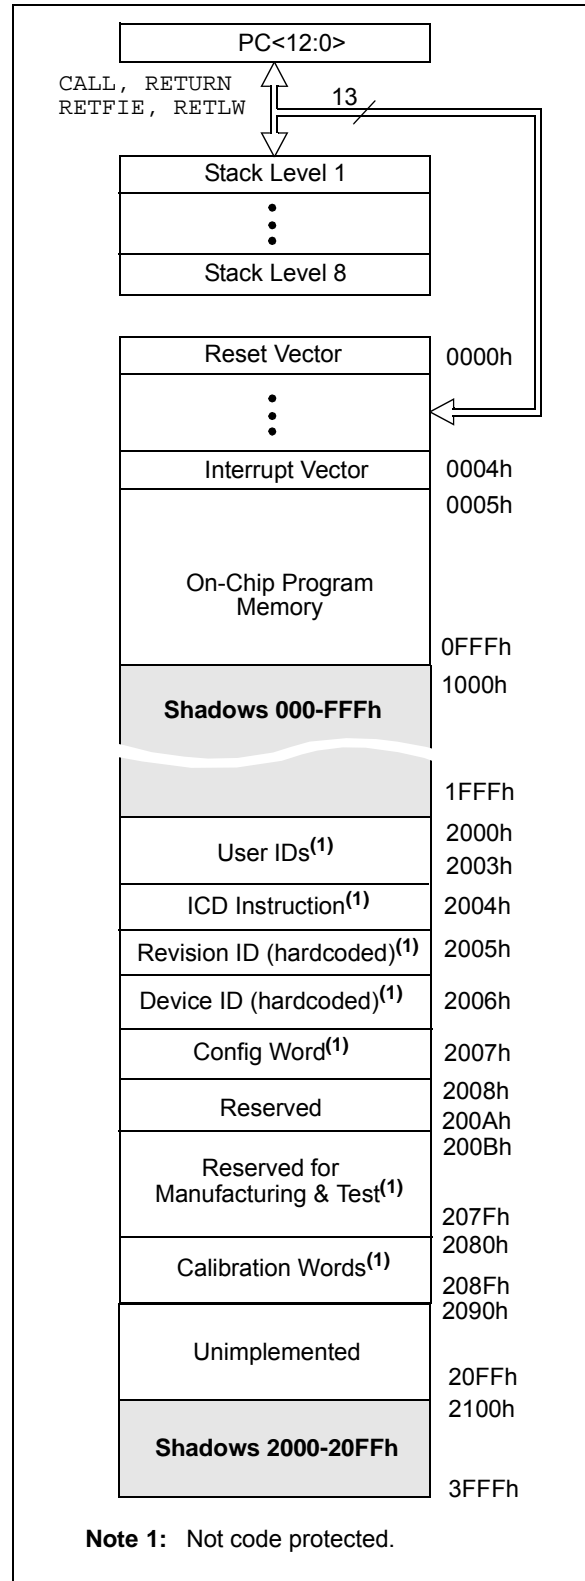 PC<12:0>
CALL, RETURN
RETFIE, RETLW
13
Stack Level 1
Stack Level 8
Reset Vector
0000h
Interrupt Vector
0004h
0005h
On-Chip Program
Memory
0FFFh
1000h
Shadows 000-FFFh
1FFFh
2000h
User IDs(1)
2003h
ICD Instruction(1)
2004h
Revision ID (hardcoded)(1)
2005h
Device ID (hardcoded)(1)
2006h
Config Word(1)
2007h
2008h
Reserved
200Ah
200Bh
Reserved for
Manufacturing & Test(1)
207Fh
2080h
Calibration Words(1)
208Fh
2090h
Unimplemented
20FFh
2100h
Shadows 2000-20FFh
3FFFh
Note 1: Not code protected.